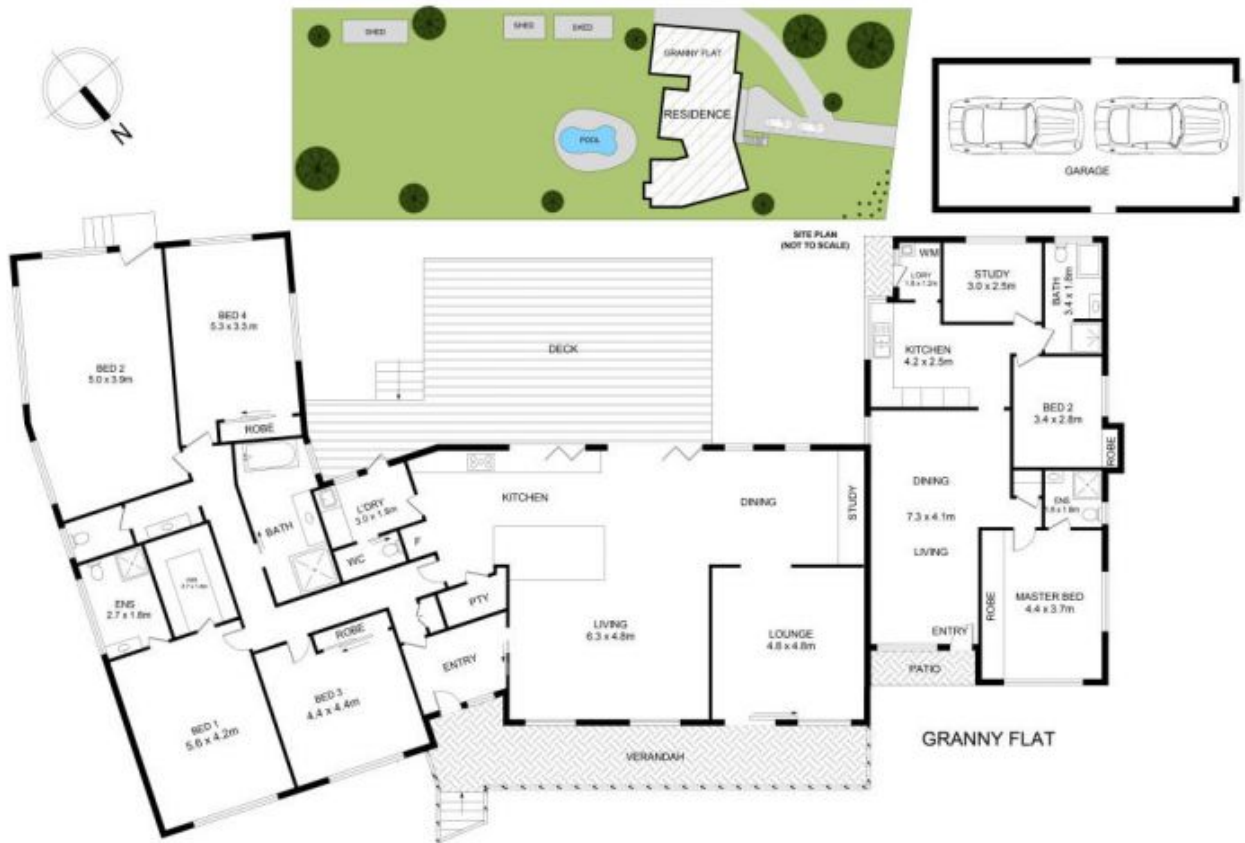 SHED
SHED
SHED
GRANNY FLAT
RESIDENCE
POOL
N
SITE PLAN
(NOT TO SCALE)
GARAGE
BED 2
5.0 x 3.9m
BED 4
5.3 x 3.3.m
ROBE
DECK
BATH
L'DRY
3.0 x 1.8m
WC
P
PTY
KITCHEN
DINING
STUDY
ENS
2.7 x 1.8m
ROBE
BED 3
4.4 x 4.4m
BED 1
5.6 x 4.2m
ENTRY
LIVING
6.3 x 4.8m
LOUNGE
4.8 x 4.8m
VERANDAH
WM
L'DRY
STUDY
3.0 x 2.5m
BATH
3.4 x 1.8m
KITCHEN
4.2 x 2.5m
BED 2
3.4 x 2.8m
ROBE
DINING
7.3 x 4.1m
LIVING
ENS
ROBE
MASTER BED
4.4 x 3.7m
ENTRY
PATIO
GRANNY FLAT